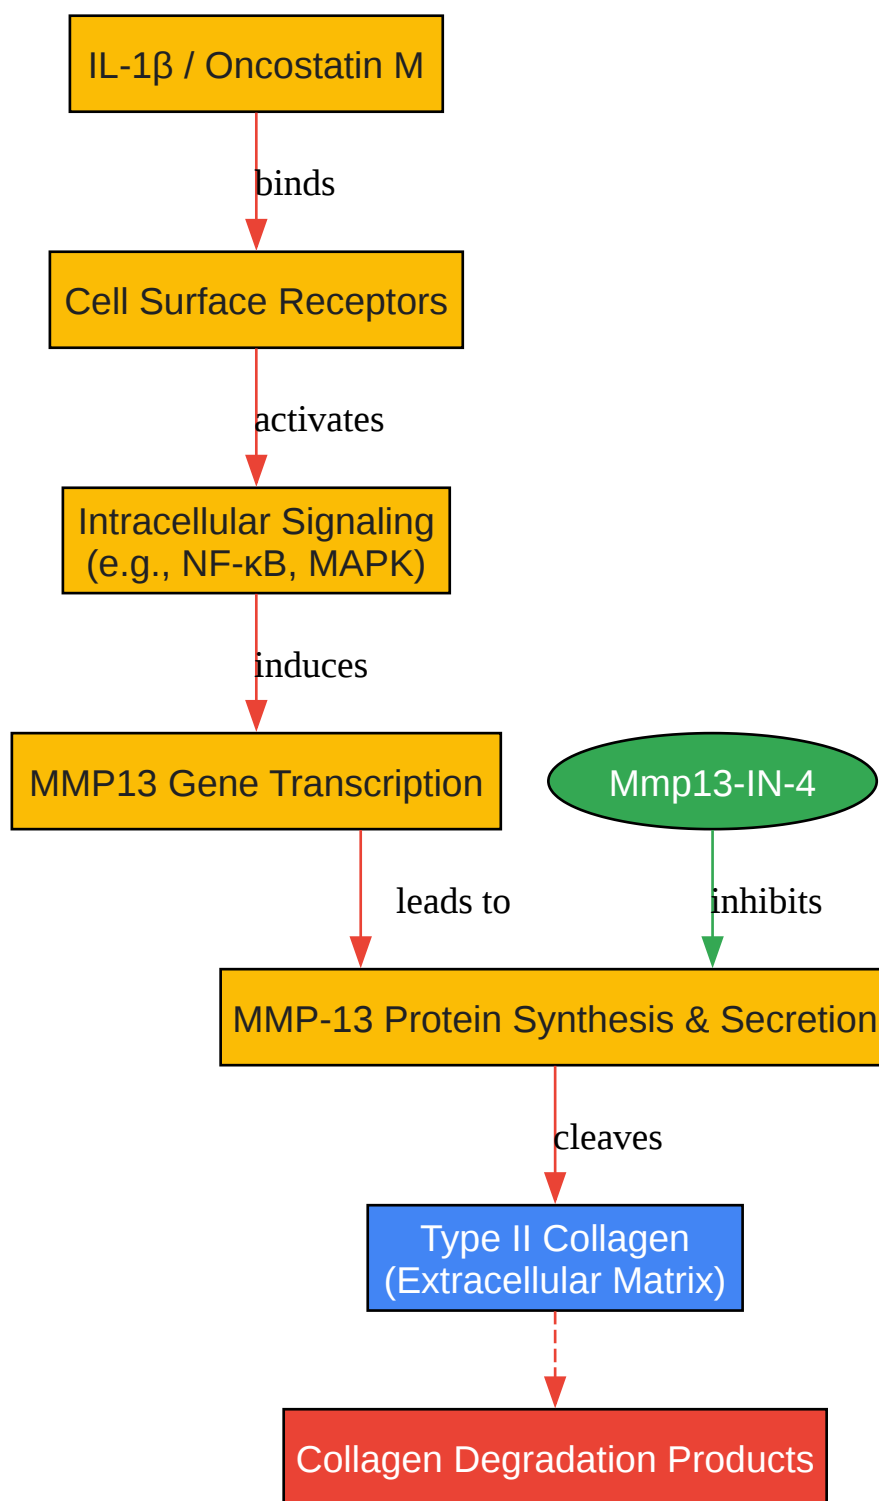 IL-1β / Oncostatin M
binds
Cell Surface Receptors
activates
Intracellular Signaling
(e.g., NF-κB, MAPK)
induces
MMP13 Gene Transcription
Mmp13-IN-4
leads to
inhibits
MMP-13 Protein Synthesis & Secretion
cleaves
Type II Collagen
(Extracellular Matrix)
Collagen Degradation Products